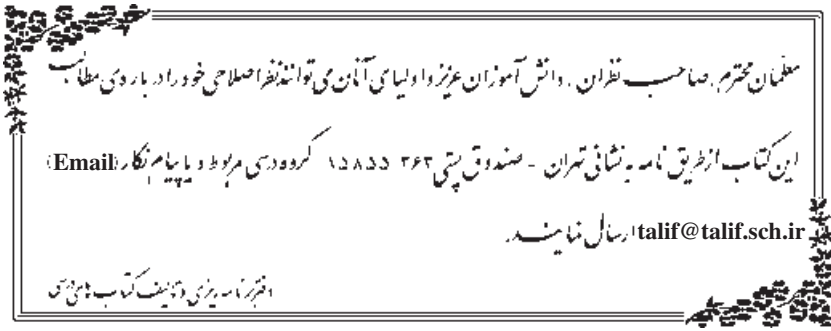 معلمان محترم، صاحب نظران، دانش آموزان عزیز و اولیای آنان می توانند نظر اصلاحی خود را درباره ی مطالب
این کتاب از طریق نامه به نشانی تهران - صندوق پستی ۳۶۳ ۱۵۸۵۵ گروه درسی مربوط و یا پیام نگار (Email)
talif@talif.sch.ir ارسال نمایند.
دفتر برنامه ریزی و تألیف کتاب های درسی